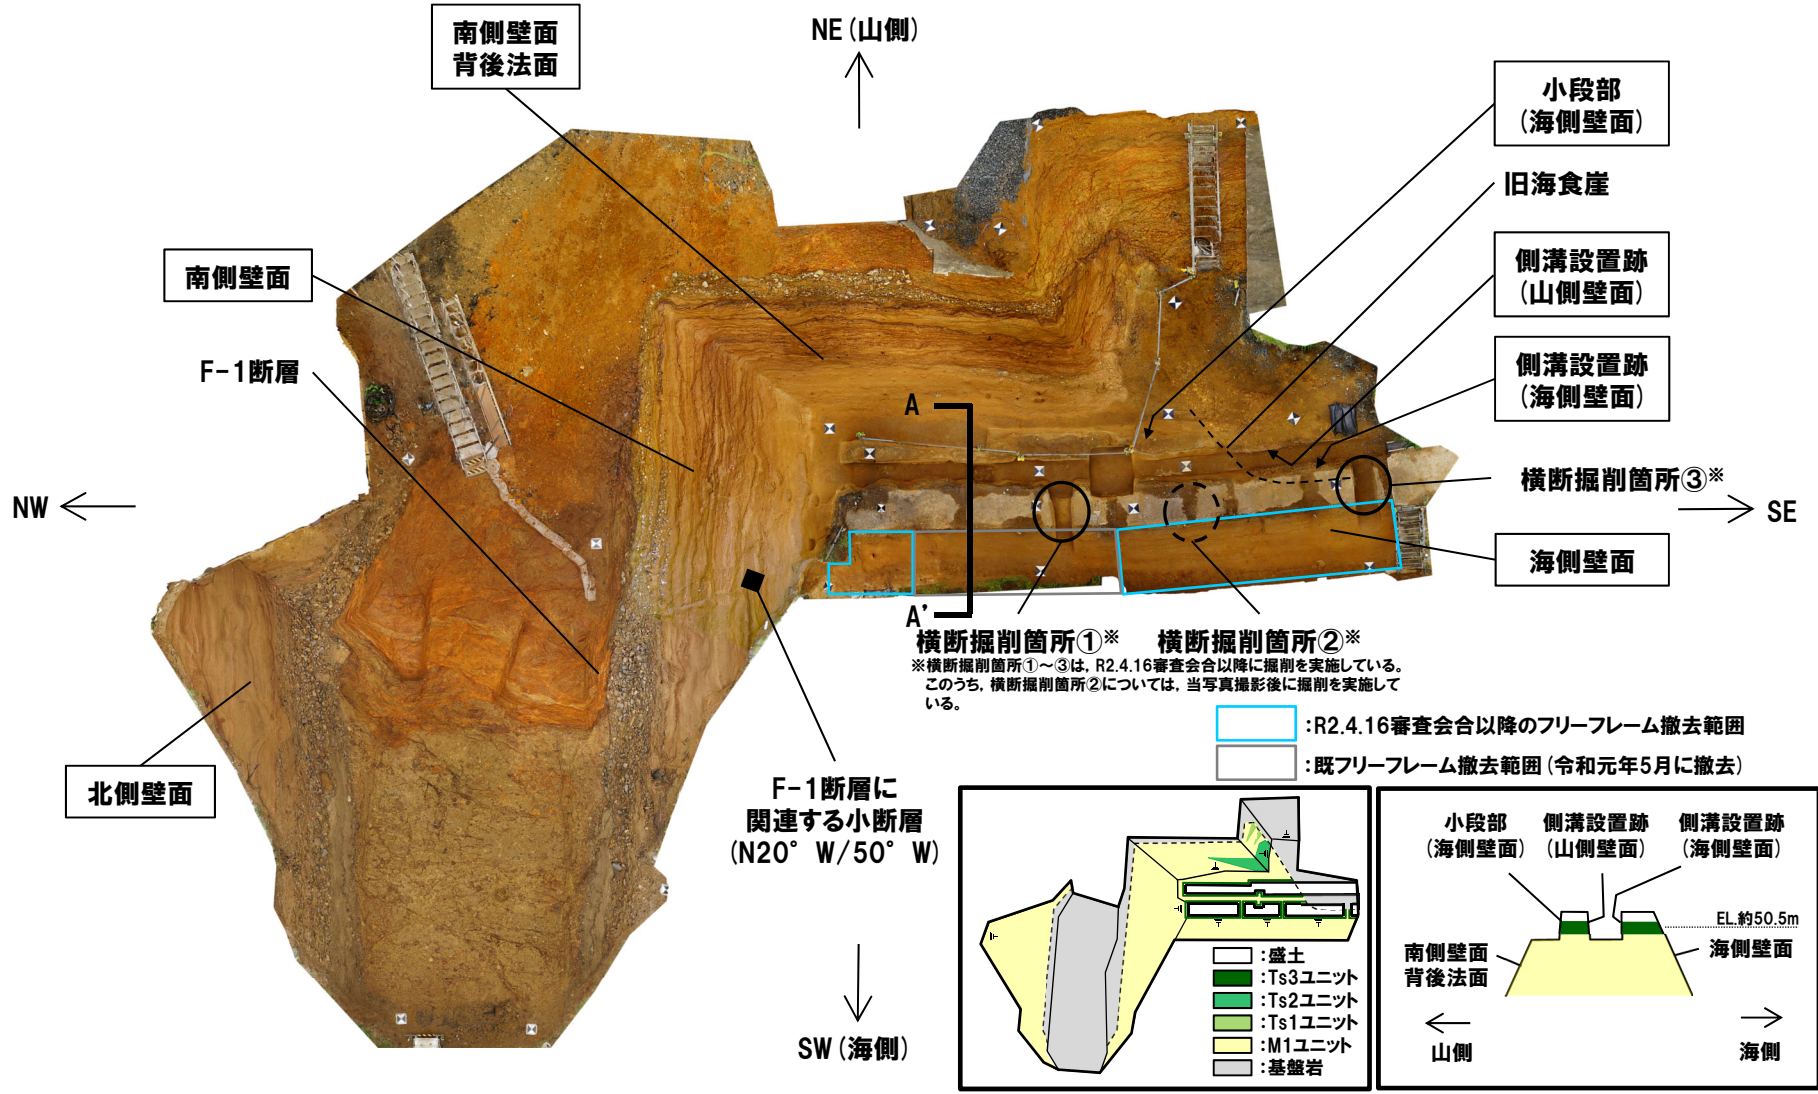 南側壁面
背後法面
NE(山側)
小段部
(海側壁面)
旧海食崖
側溝設置跡
(山側壁面)
南側壁面
側溝設置跡
(海側壁面)
F-1断層
A
横断掘削箇所③※
NW
SE
海側壁面
A'
横断掘削箇所①※
横断掘削箇所②※
※横断掘削箇所①～③は，R2.4.16審査会合以降に掘削を実施している。
このうち，横断掘削箇所②については，当写真撮影後に掘削を実施して
いる。
:R2.4.16審査会合以降のフリーフレーム撤去範囲
:既フリーフレーム撤去範囲(令和元年5月に撤去)
北側壁面
F-1断層に
関連する小断層
(N20°W/50°W)
SW(海側)
:盛土
:Ts3ユニット
:Ts2ユニット
:Ts1ユニット
:M1ユニット
:基盤岩
小段部
(海側壁面)
側溝設置跡
(山側壁面)
側溝設置跡
(海側壁面)
EL.約50.5m
南側壁面
背後法面
海側壁面
山側
海側